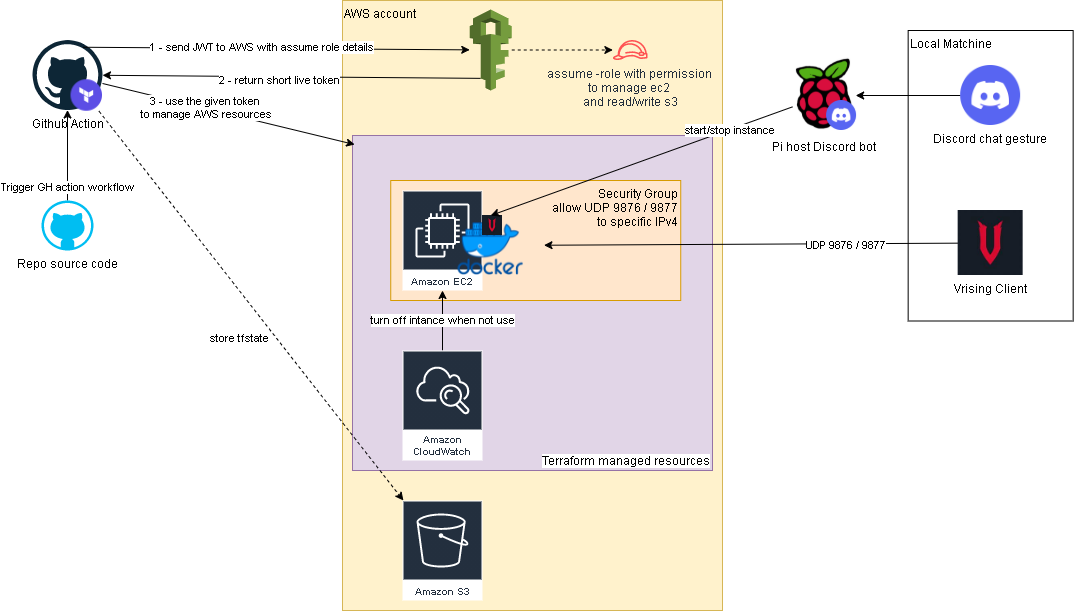 AWS account
1 - send JWT to AWS with assume role details
2 - return short live token
3 - use the given token
to manage AWS resources
Github Action
Trigger GH action workflow
Repo source code
store tfstate
assume -role with permission
to manage ec2
and read/write s3
start/stop instance
Pi host Discord bot
Local Matchine
Discord chat gesture
Security Group
allow UDP 9876 / 9877
to specific IPv4
docker
Amazon EC2
UDP 9876 / 9877
Vrising Client
turn off intance when not use
Amazon
CloudWatch
Terraform managed resources
Amazon S3